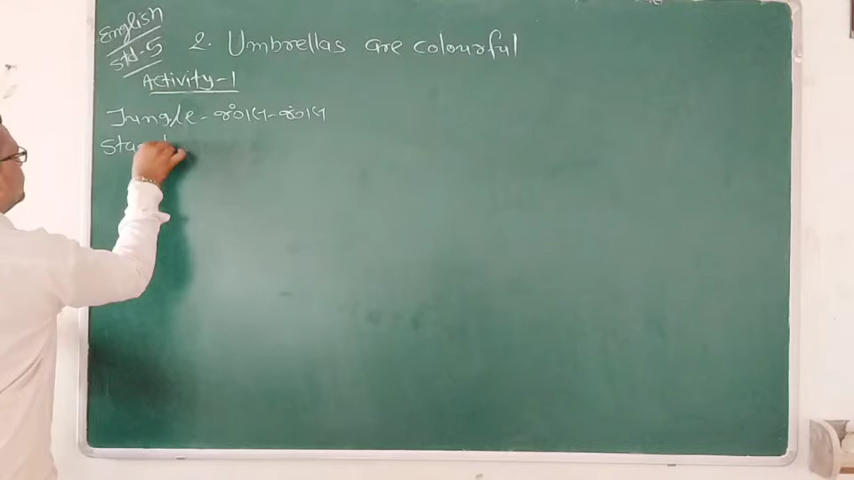 English
Std-5
2. Umbrellas are colourful
Activity-1
Jungle - જંગલ - જંગલ